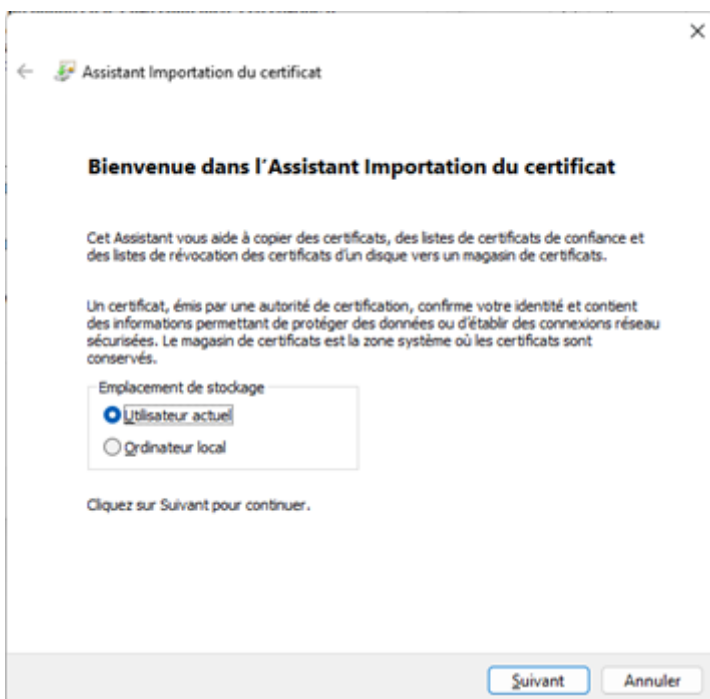 Assistant Importation du certificat
Bienvenue dans l'Assistant Importation du certificat
Cet Assistant vous aide à copier des certificats, des listes de certificats de confiance et
des listes de révocation des certificats d'un disque vers un magasin de certificats.
Un certificat, émis par une autorité de certification, confirme votre identité et contient
des informations permettant de protéger des données ou d'établir des connexions réseau
sécurisées. Le magasin de certificats est la zone système où les certificats sont
conservés.
Emplacement de stockage
Utilisateur actuel
Ordinateur local
Cliquez sur Suivant pour continuer.
Suivant Annuler